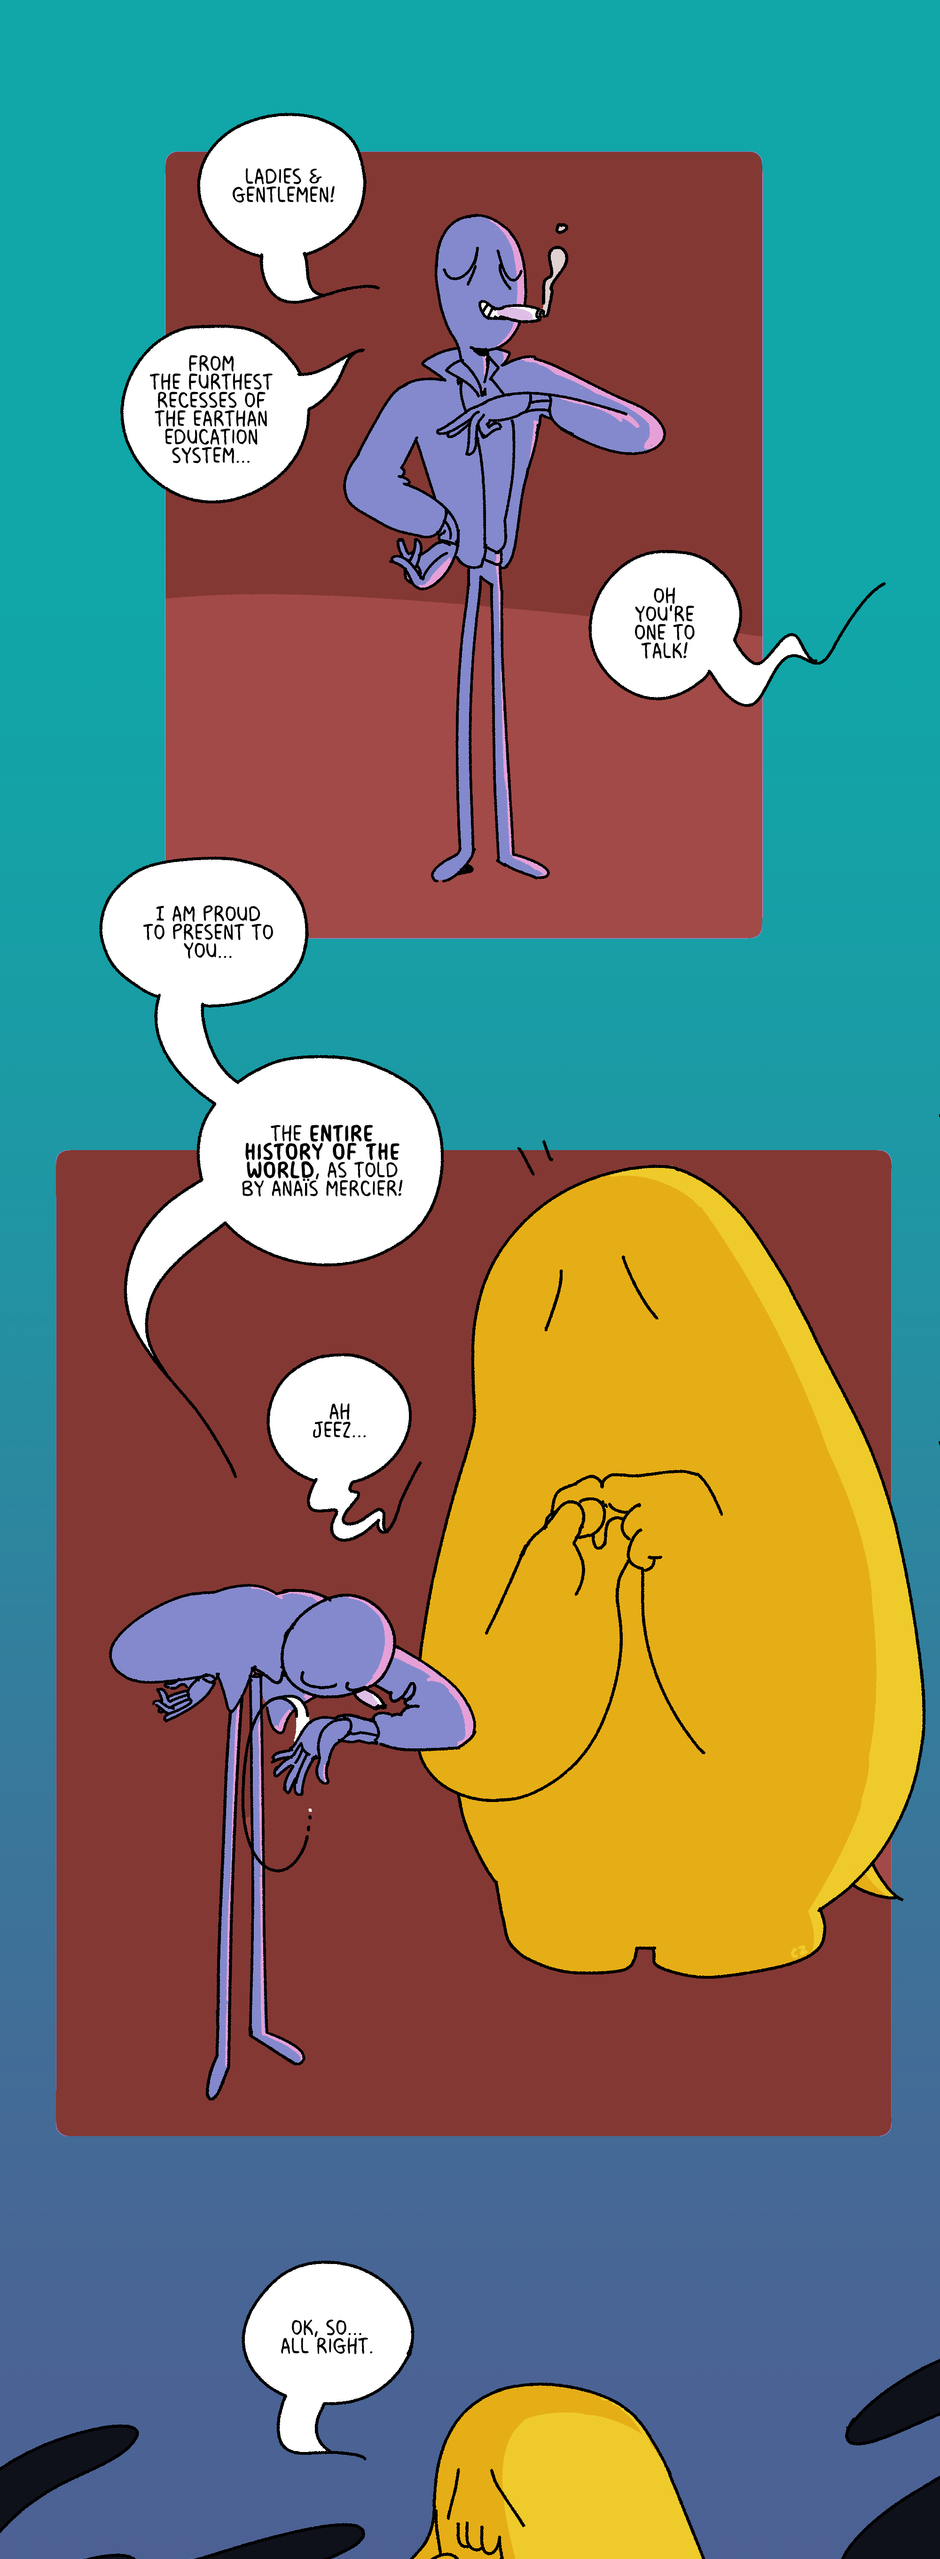 LADIES &
GENTLEMEN!
FROM
THE FURTHEST
RECESSES OF
THE EARTHAN
EDUCATION
SYSTEM...
OH
YOU'RE
ONE TO
TALK!
I AM PROUD
TO PRESENT TO
YOU...
THE ENTIRE
HISTORY OF THE
WORLD, AS TOLD
BY ANAÏS MERCIER!
AH
JEEZ...
CZ
OK, SO...
ALL RIGHT.